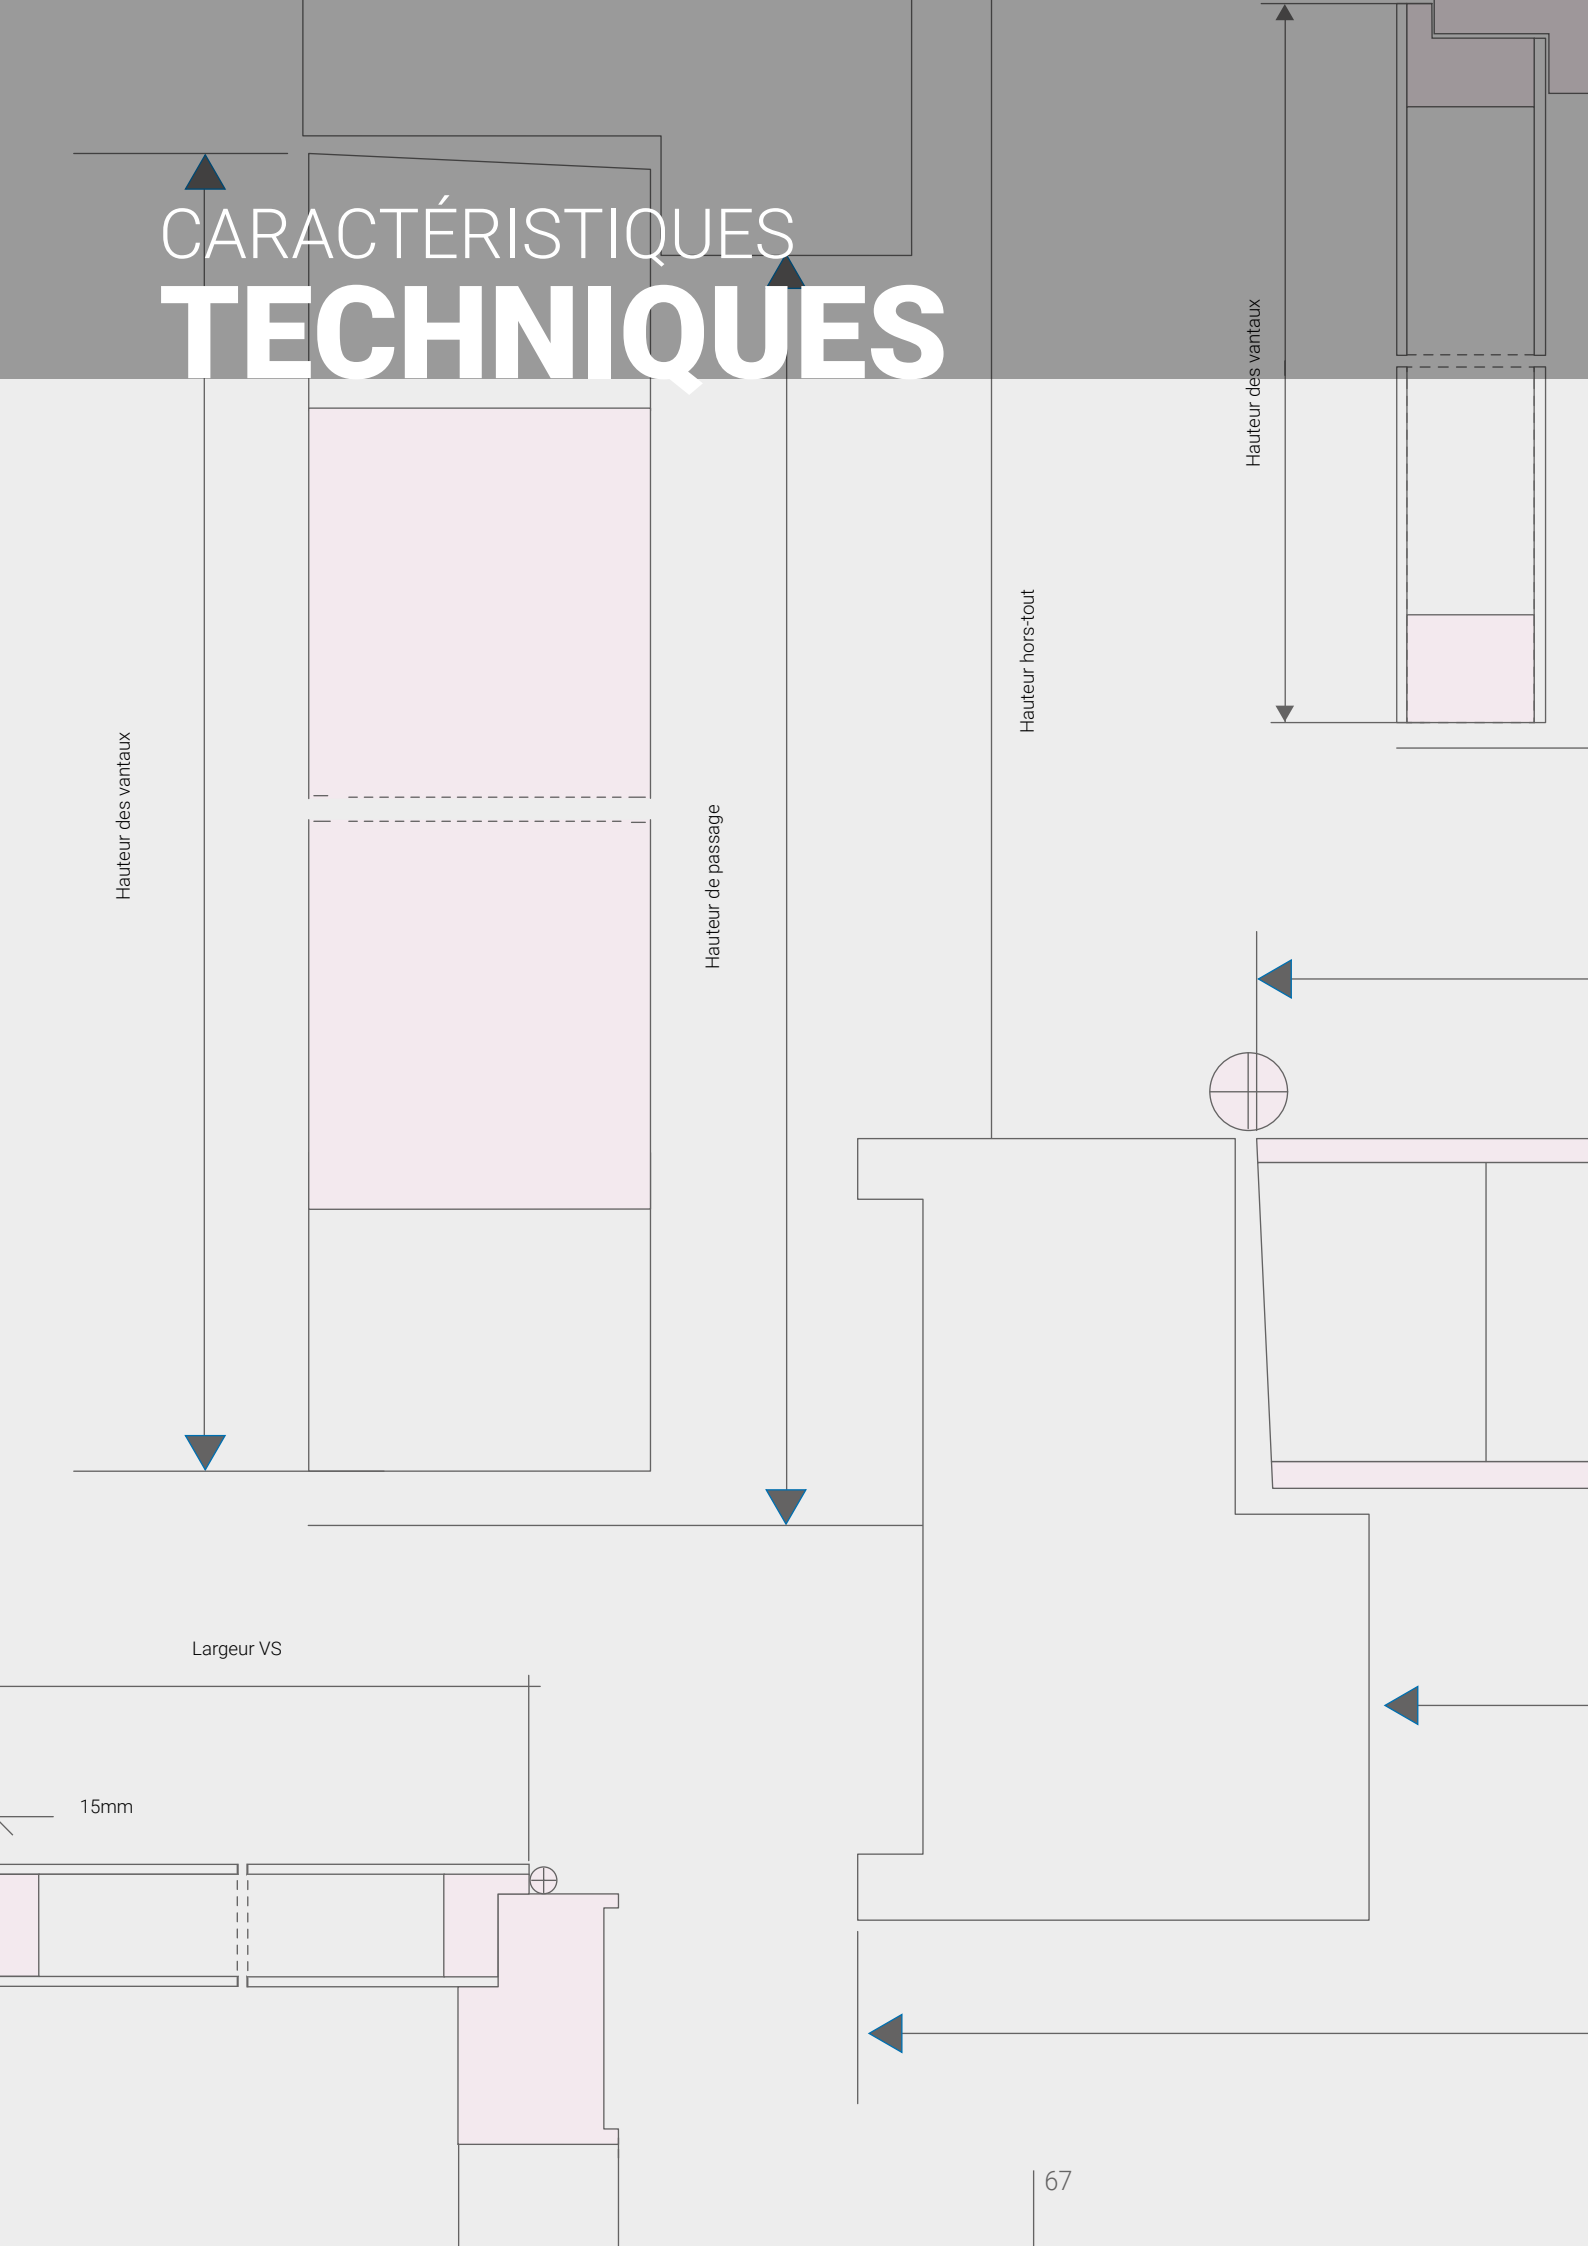 CARACTÉRISTIQUES
TECHNIQUES
Hauteur des vantaux
Hauteur hors-tout
Hauteur des vantaux
Hauteur de passage
Largeur VS
15mm
67